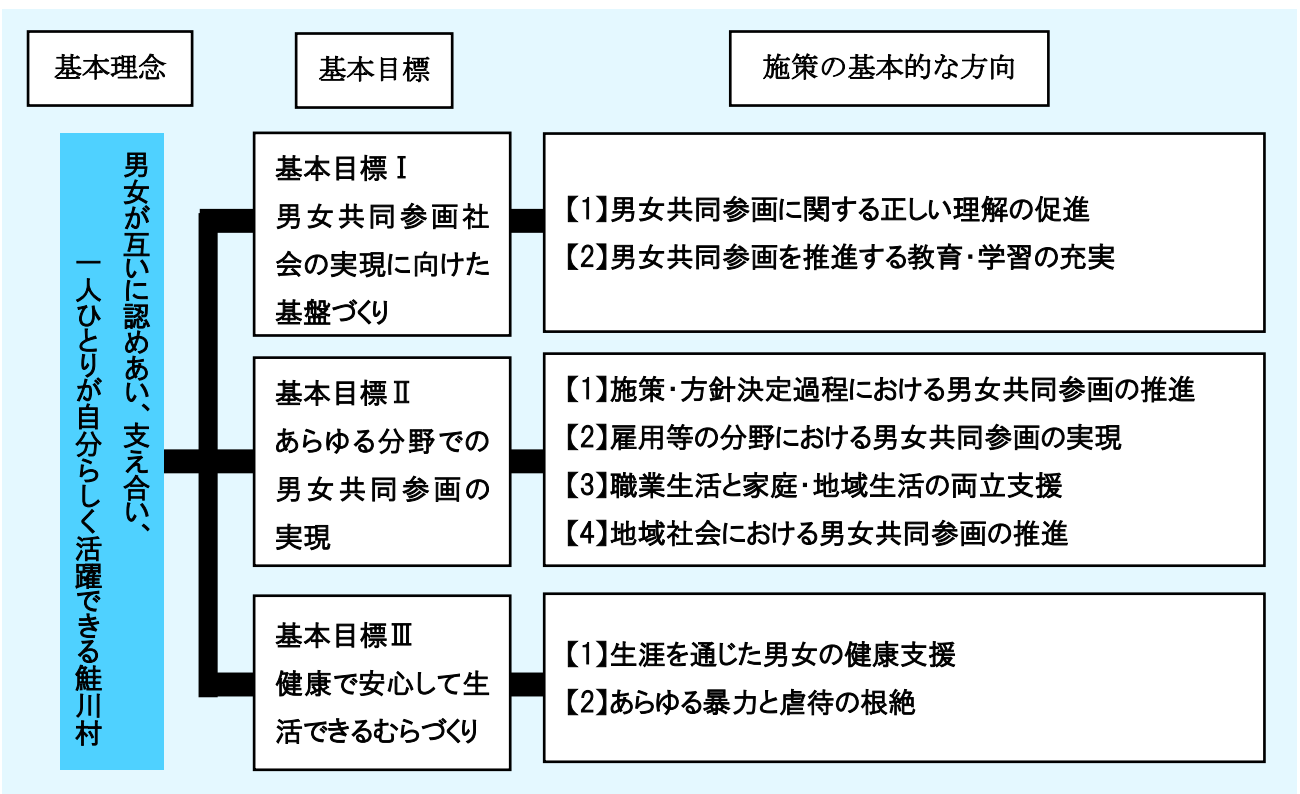 基本理念
基本目標
施策の基本的な方向
男女が互いに認めあい、支え合い、
一人ひとりが自分らしく活躍できる鮭川村
基本目標Ⅰ
男女共同参画社
会の実現に向けた
基盤づくり
【1】男女共同参画に関する正しい理解の促進
【2】男女共同参画を推進する教育・学習の充実
基本目標Ⅱ
あらゆる分野での
男女共同参画の
実現
【1】施策・方針決定過程における男女共同参画の推進
【2】雇用等の分野における男女共同参画の実現
【3】職業生活と家庭・地域生活の両立支援
【4】地域社会における男女共同参画の推進
基本目標Ⅲ
健康で安心して生
活できるむらづくり
【1】生涯を通じた男女の健康支援
【2】あらゆる暴力と虐待の根絶